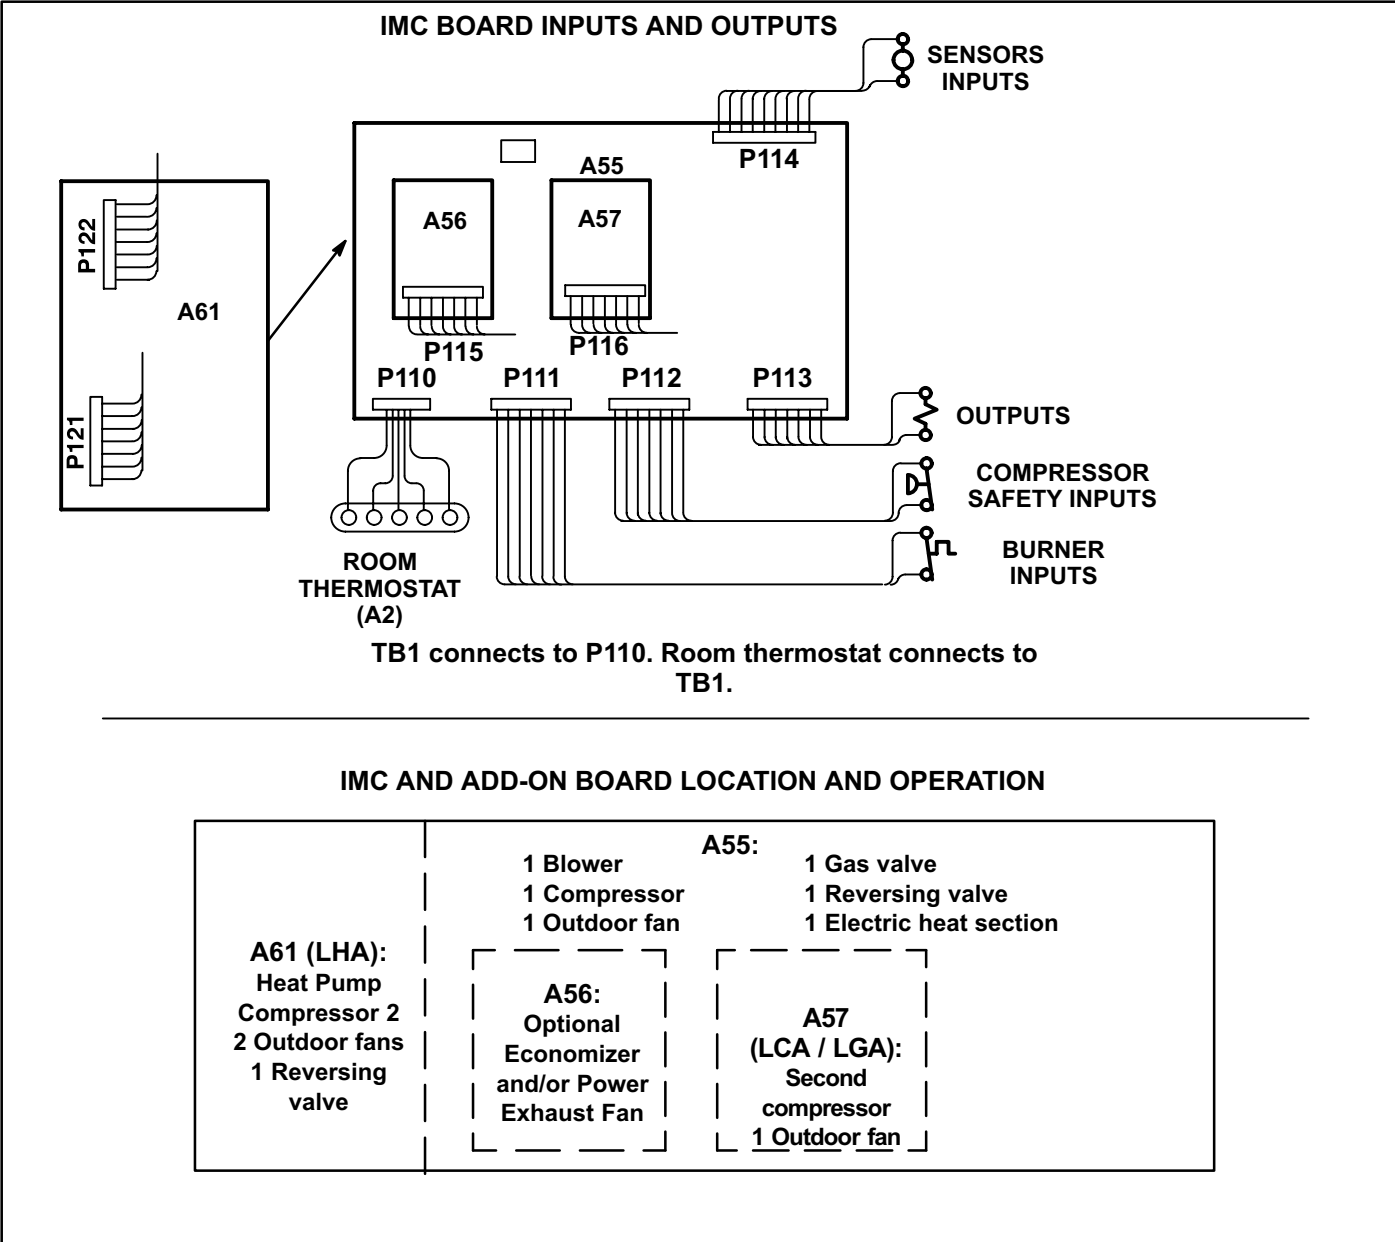 IMC BOARD INPUTS AND OUTPUTS
SENSORS
INPUTS
P114
A55
A56
A57
P122
A61
P121
P115
P116
P110
P111
P112
P113
OUTPUTS
COMPRESSOR
SAFETY INPUTS
BURNER
INPUTS
ROOM
THERMOSTAT
(A2)
TB1 connects to P110. Room thermostat connects to
TB1.
IMC AND ADD-ON BOARD LOCATION AND OPERATION
A55:
1 Blower
1 Compressor
1 Outdoor fan
1 Gas valve
1 Reversing valve
1 Electric heat section
A61 (LHA):
Heat Pump
Compressor 2
2 Outdoor fans
1 Reversing
valve
A56:
Optional
Economizer
and/or Power
Exhaust Fan
A57
(LCA / LGA):
Second
compressor
1 Outdoor fan